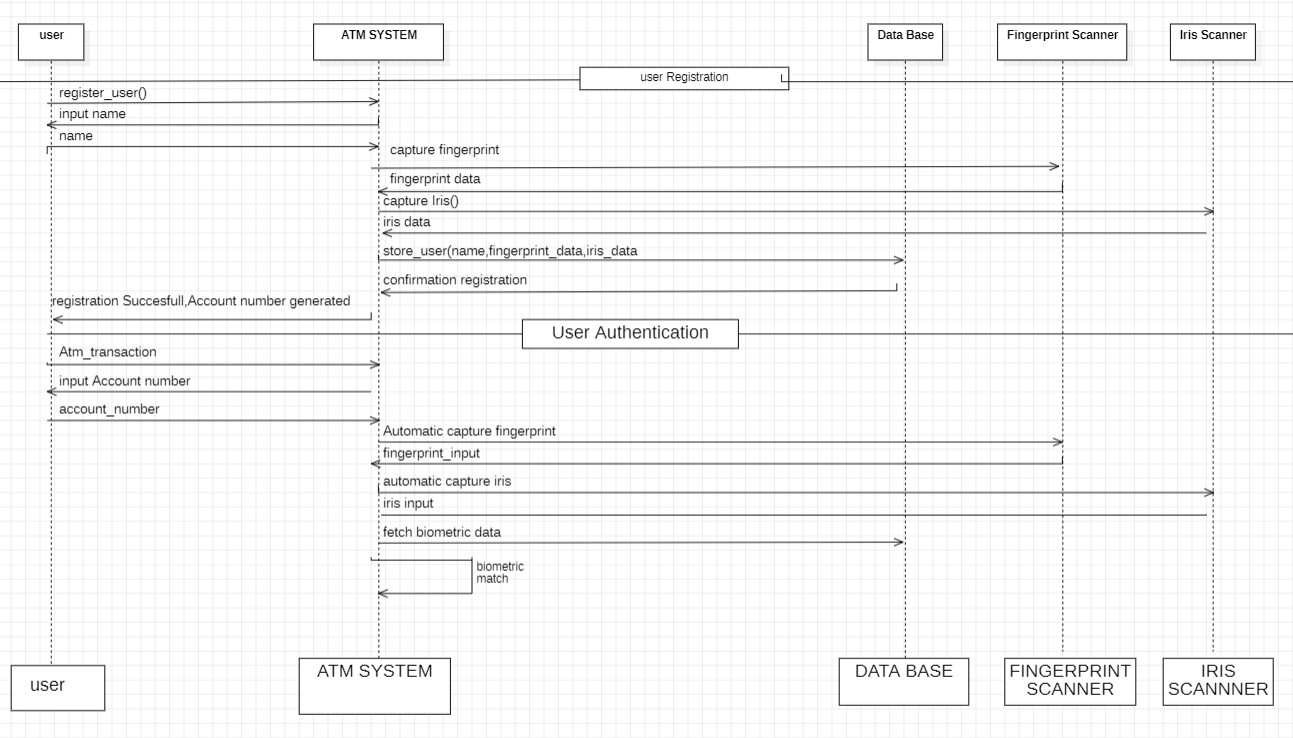 user
ATM SYSTEM
Data Base
Fingerprint Scanner
Iris Scanner
user Registration
register_user()
input name
name
capture fingerprint
fingerprint data
capture Iris()
iris data
store_user(name,fingerprint_data,iris_data
confirmation registration
registration Succesfull,Account number generated
User Authentication
Atm_transaction
input Account number
account_number
Automatic capture fingerprint
fingerprint_input
automatic capture iris
iris input
fetch biometric data
biometric
match
user
ATM SYSTEM
DATA BASE
FINGERPRINT
SCANNER
IRIS
SCANNNER